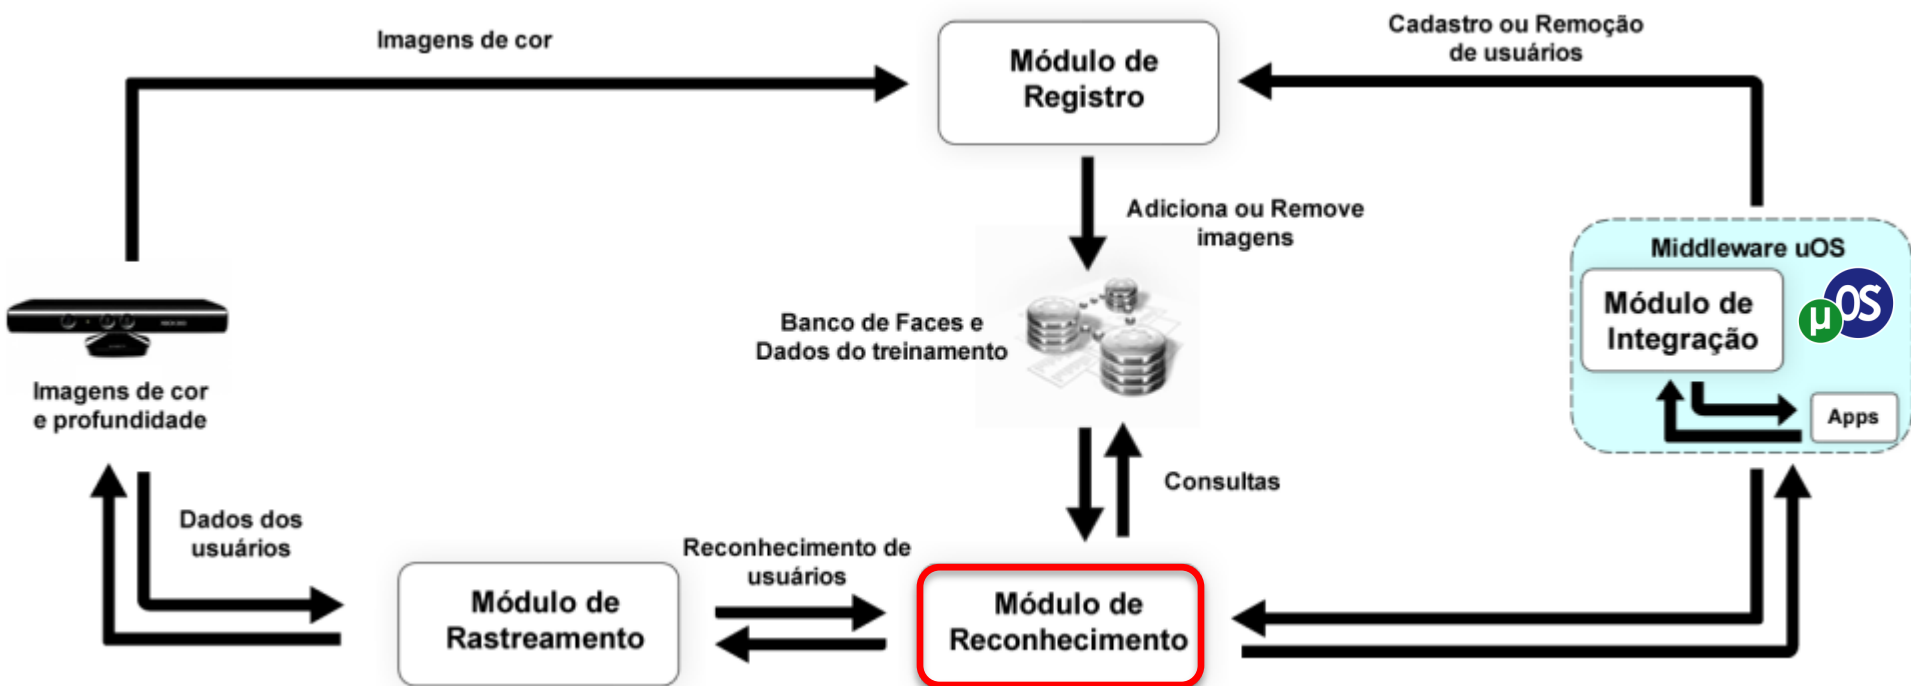 Imagens de cor
Módulo de
Registro
Cadastro ou Remoção
de usuários
Adiciona ou Remove
imagens
Middleware uOS
Módulo de
Integração
µOS
Apps
Banco de Faces e
Dados do treinamento
Imagens de cor
e profundidade
Consultas
Dados dos
usuários
Reconhecimento de
usuários
Módulo de
Rastreamento
Módulo de
Reconhecimento